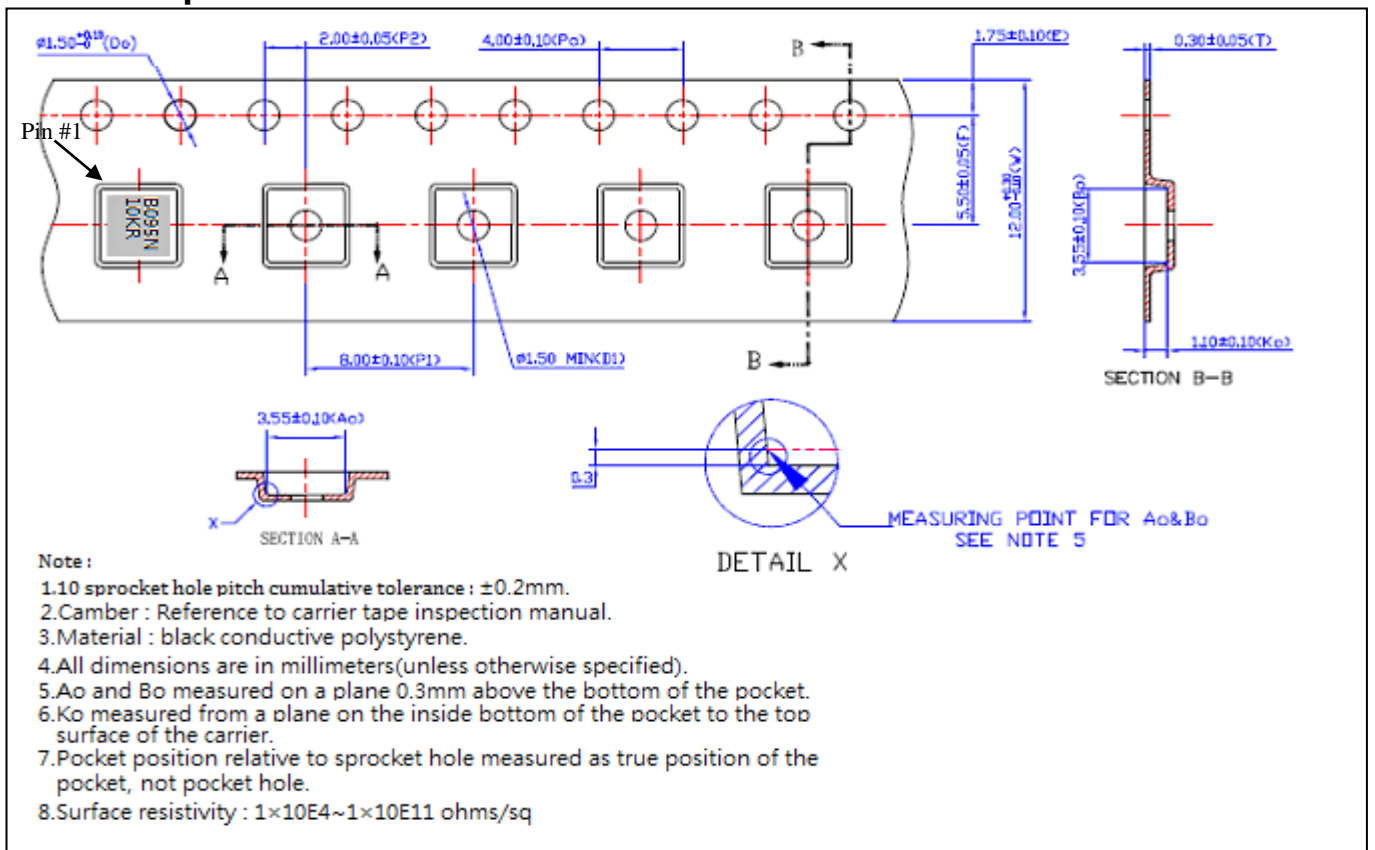 ø1.50+0.10-0(Do)
2.00±0.05(P2)
4.00±0.10(Po)
B
1.75±0.10(E)
0.30±0.05(T)
Pin #1
B095N
10KR
5.50±0.05(F)
3.55±0.10(Bo)
A
A
8.00±0.10(P1)
ø1.50 MIN(D1)
B
1.10±0.10(Ko)
SECTION B-B
3.55±0.10(Ao)
0.3
X
SECTION A-A
MEASURING POINT FOR Ao&Bo
SEE NOTE 5
DETAIL X
Note:
1.10 sprocket hole pitch cumulative tolerance : ±0.2mm.
2.Camber : Reference to carrier tape inspection manual.
3.Material : black conductive polystyrene.
4.All dimensions are in millimeters(unless otherwise specified).
5.Ao and Bo measured on a plane 0.3mm above the bottom of the pocket.
6.Ko measured from a plane on the inside bottom of the pocket to the top
surface of the carrier.
7.Pocket position relative to sprocket hole measured as true position of the
pocket, not pocket hole.
8.Surface resistivity : 1×10E4~1×10E11 ohms/sq